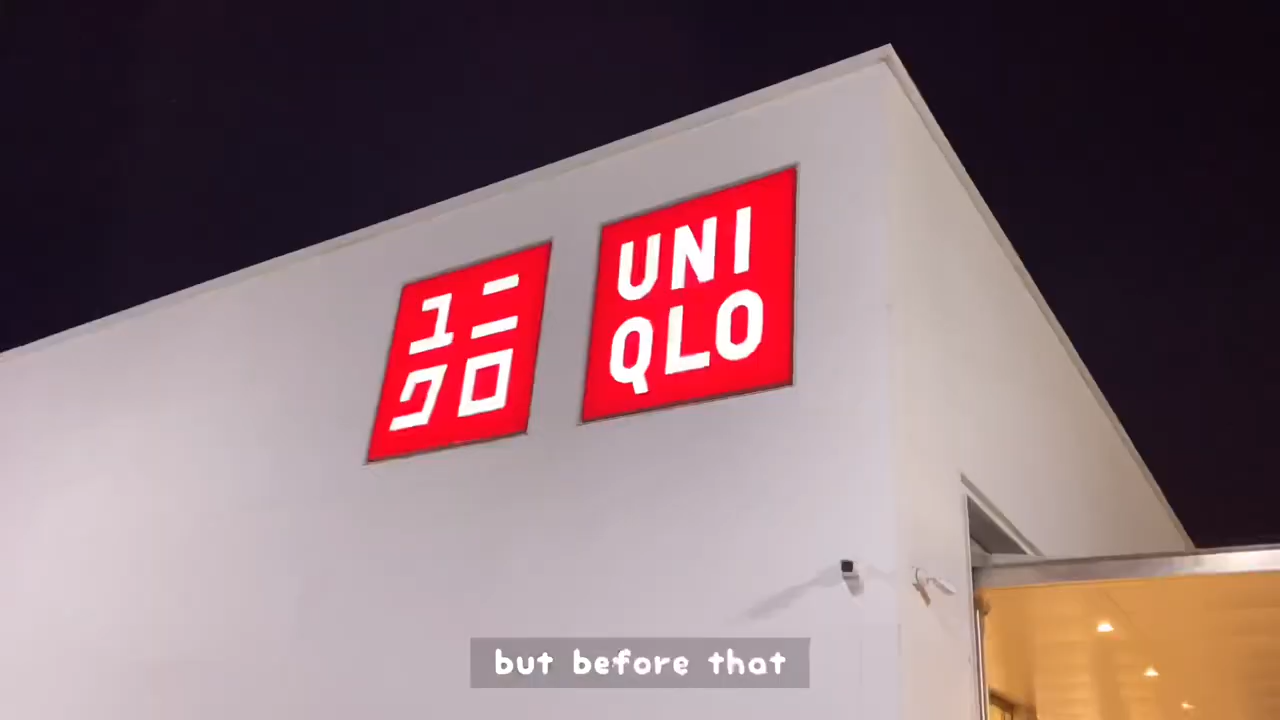 ユニ
クロ
UNI
QLO
but before that